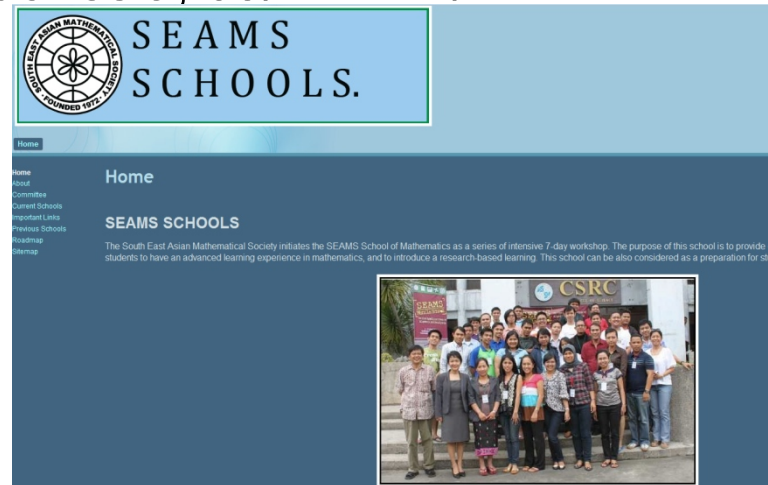 SOUTH EAST ASIAN MATHEMATICAL SOCIETY
· FOUNDED 1972 ·
SEAMS
SCHOOLS.
Home
Home
About
Committee
Current Schools
Important Links
Previous Schools
Roadmap
Sitemap
Home
SEAMS SCHOOLS
The South East Asian Mathematical Society initiates the SEAMS School of Mathematics as a series of intensive 7-day workshop. The purpose of this school is to provide
students to have an advanced learning experience in mathematics, and to introduce a research-based learning. This school can be also considered as a preparation for
CSRC
SEAMS